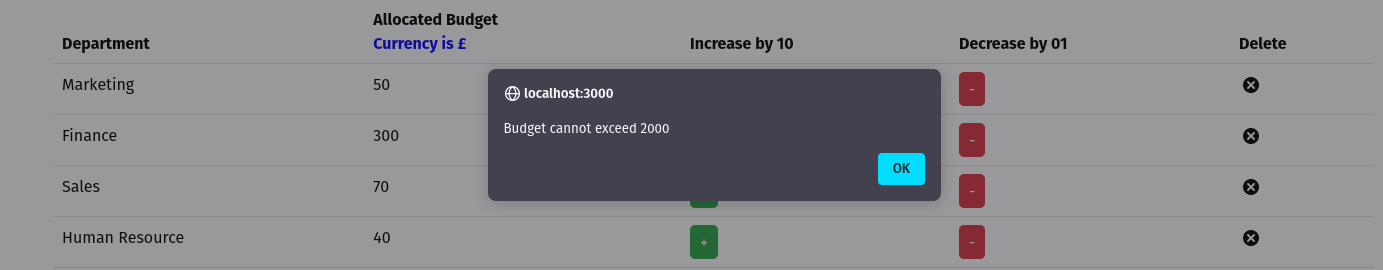 Allocated Budget
Department Currency is £ Increase by 10 Decrease by 01 Delete
Marketing 50 -
localhost:3000
Budget cannot exceed 2000
Finance 300 -
OK
Sales 70 -
Human Resource 40 + -